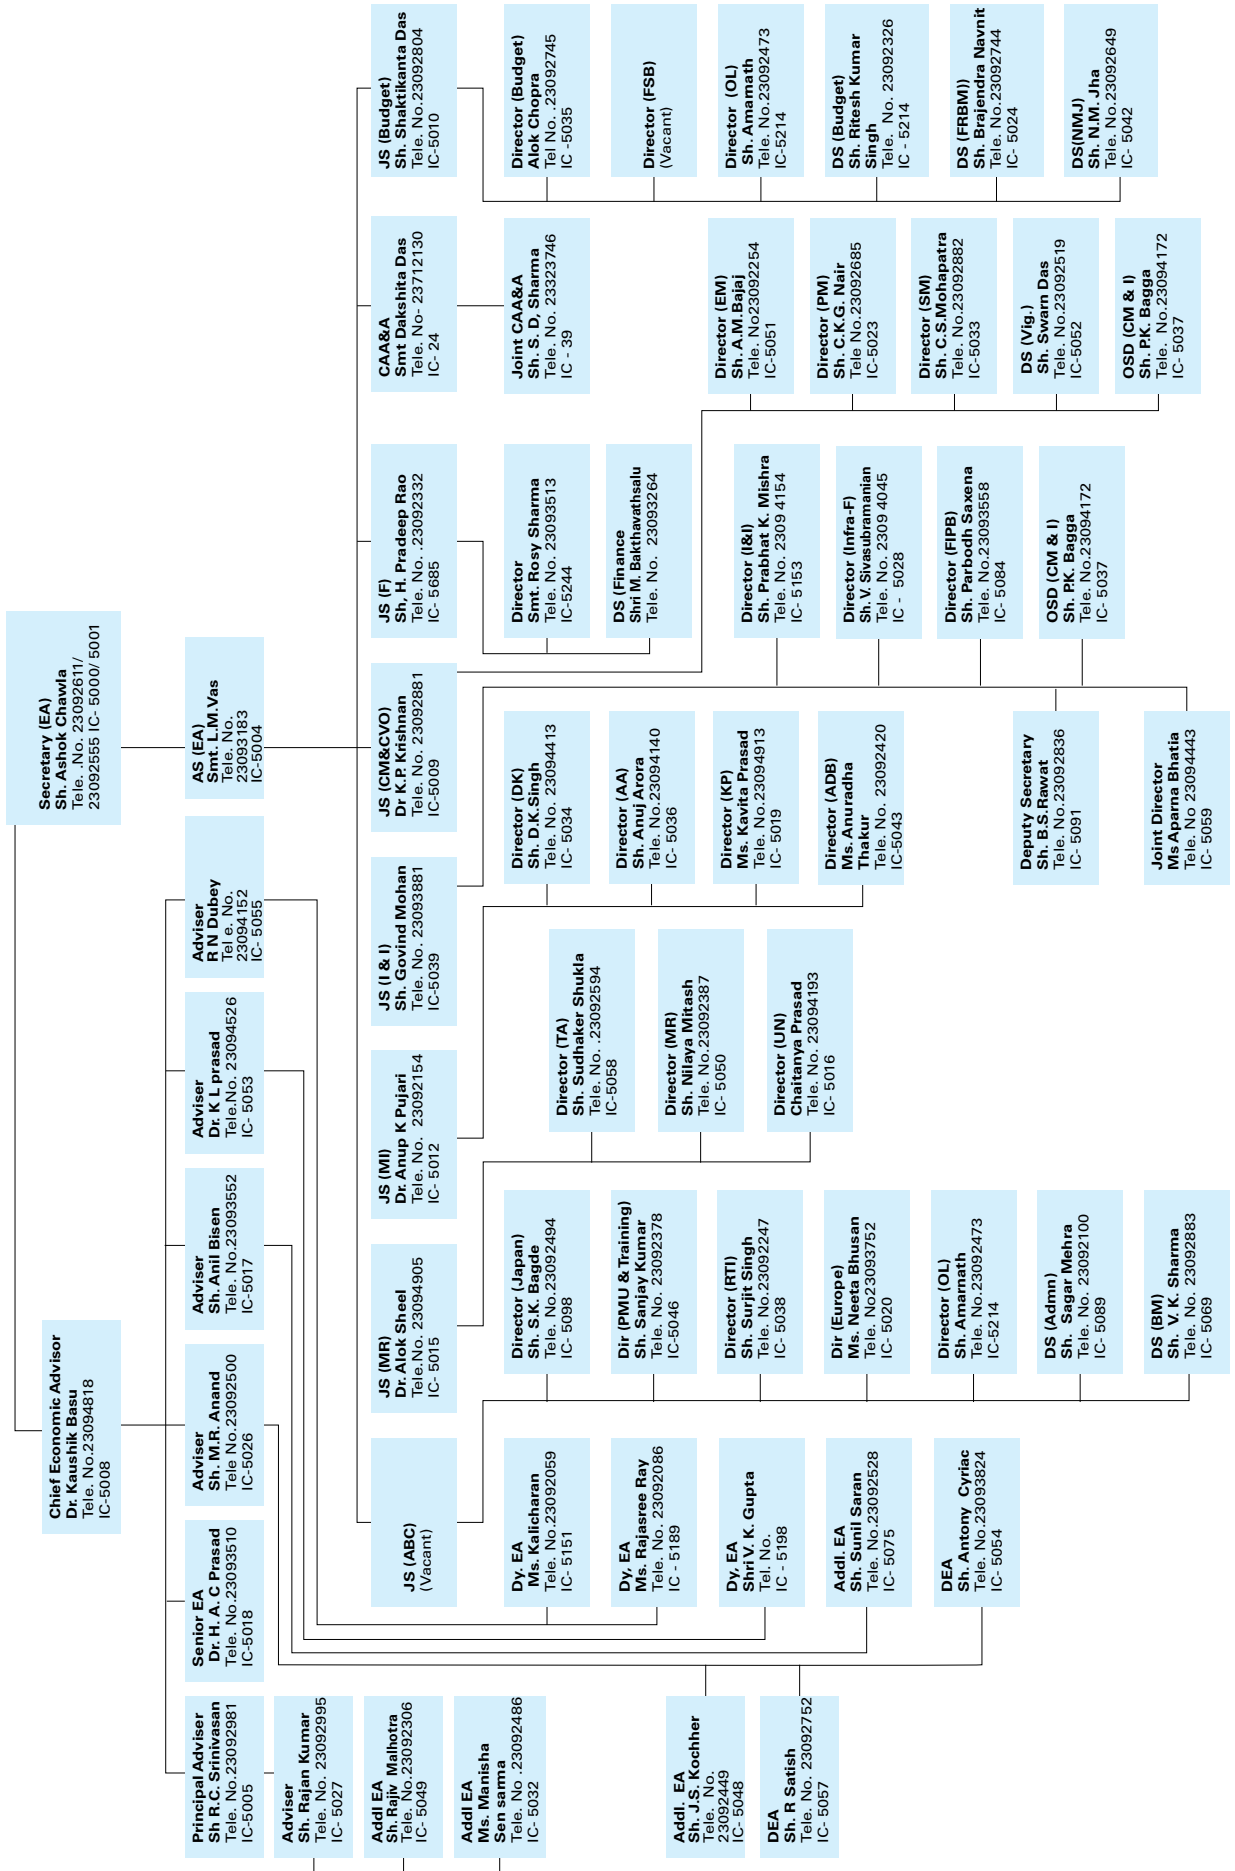 Secretary (EA)
Sh. Ashok Chawla
Tele. .No. 23092611/
23092555 IC- 5000/ 5001
Chief Economic Advisor
Dr. Kaushik Basu
Tele. No.23094818
IC-5008
Principal Adviser
Sh R.C. Srinivasan
Tele. No.23092981
IC-5005
Senior EA
Dr. H. A. C Prasad
Tele. No.23093510
IC-5018
Adviser
Sh. M.R. Anand
Tele No.23092500
IC-5026
Adviser
Sh. Anil Bisen
Tele. No.23093552
IC-5017
Adviser
Dr. K L prasad
Tele.No. 23094526
IC- 5053
Adviser
R N Dubey
Tel e. No.
23094152
IC- 5055
AS (EA)
Smt. L.M.Vas
Tele. No.
23093183
IC-5004
Adviser
Sh. Rajan Kumar
Tele. No. 23092995
IC- 5027
Addl EA
Sh. Rajiv Malhotra
Tele. No.23092306
IC- 5049
Addl EA
Ms. Manisha
Sen sarma
Tele. No .23092486
IC- 5032
Addl. EA
Sh. J.S. Kochher
Tele. No.
23092449
IC- 5048
DEA
Sh. R Satish
Tele. No. 23092752
IC- 5057
JS (ABC)
(Vacant)
JS (MR)
Dr. Alok Sheel
Tele.No. 23094905
IC- 5015
JS (MI)
Dr. Anup K Pujari
Tele. No. 23092154
IC- 5012
JS (I & I)
Sh. Govind Mohan
Tele. No. 23093881
IC-5039
JS (CM&CVO)
Dr K.P. Krishnan
Tele. No. 23092881
IC-5009
JS (F)
Sh, H. Pradeep Rao
Tele. No. .23092332
IC- 5685
CAA&A
Smt Dakshita Das
Tele. No- 23712130
IC- 24
JS (Budget)
Sh. Shaktikanta Das
Tele. No.23092804
IC-5010
Dy. EA
Ms. Kalicharan
Tele. No.23092059
IC- 5151
Dy. EA
Ms. Rajasree Ray
Tele. No. 23092086
IC - 5189
Dy. EA
Shri V. K. Gupta
Tel. No.
IC - 5198
Addl. EA
Sh. Sunil Saran
Tele. No.23092528
IC- 5075
DEA
Sh. Antony Cyriac
Tele. No.23093824
IC- 5054
Director (Japan)
Sh. S.K. Bagde
Tele. No.23092494
IC- 5098
Dir (PMU & Training)
Sh. Sanjay Kumar
Tele. No. 23092378
IC-5046
Director (RTI)
Sh. Surjit Singh
Tele. No.23092247
IC- 5038
Dir (Europe)
Ms. Neeta Bhusan
Tele. No23093752
IC- 5020
Director (OL)
Sh. Amarnath
Tele. No.23092473
IC-5214
DS (Admn)
Sh. Sagar Mehra
Tele. No. 23092100
IC- 5089
DS (BM)
Sh. V. K. Sharma
Tele. No. 23092883
IC- 5069
Director (TA)
Sh. Sudhaker Shukla
Tele. No. .23092594
IC-5058
Director (MR)
Sh. Nilaya Mitash
Tele. No.23092387
IC- 5050
Director (UN)
Chaitanya Prasad
Tele. No. 23094193
IC- 5016
Director (DK)
Sh. D.K.Singh
Tele. No. 23094413
IC- 5034
Director (AA)
Sh. Anuj Arora
Tele. No.23094140
IC- 5036
Director (KP)
Ms. Kavita Prasad
Tele. No.23094913
IC- 5019
Director (ADB)
Ms. Anuradha
Thakur
Tele. No. 23092420
IC-5043
Deputy Secretary
Sh. B.S.Rawat
Tele. No.23092836
IC- 5091
Joint Director
Ms Aparna Bhatia
Tele. No 23094443
IC- 5059
Director (I&I)
Sh. Prabhat K. Mishra
Tele. No. 2309 4154
IC- 5153
Director (Infra-F)
Sh. V. Sivasubramanian
Tele. No. 2309 4045
IC - 5028
Director (FIPB)
Sh. Parbodh Saxena
Tele. No.23093558
IC- 5084
OSD (CM & I)
Sh. P.K. Bagga
Tele. No.23094172
IC- 5037
Director
Smt. Rosy Sharma
Tele. No. 23093513
IC-5244
DS (Finance
Shri M. Bakthavathsalu
Tele. No. 23093264
Director (EM)
Sh. A.M.Bajaj
Tele. No23092254
IC-5051
Director (PM)
Sh. C.K.G. Nair
Tele. No.23092685
IC-5023
Director (SM)
Sh. C.S.Mohapatra
Tele. No.23092882
IC-5033
DS (Vig.)
Sh. Swarn Das
Tele. No.23092519
IC-5052
OSD (CM & I)
Sh. P.K. Bagga
Tele. No.23094172
IC- 5037
Joint CAA&A
Sh. S. D, Sharma
Tele. No. 23323746
IC - 39
Director (Budget)
Alok Chopra
Tel No. .23092745
IC -5035
Director (FSB)
(Vacant)
Director (OL)
Sh. Amarnath
Tele. No.23092473
IC-5214
DS (Budget)
Sh. Ritesh Kumar
Singh
Tele. No. 23092326
IC - 5214
DS (FRBMI))
Sh. Brajendra Navnit
Tele. No.23092744
IC- 5024
DS(NMJ)
Sh. N.M. Jha
Tele. No.23092649
IC- 5042